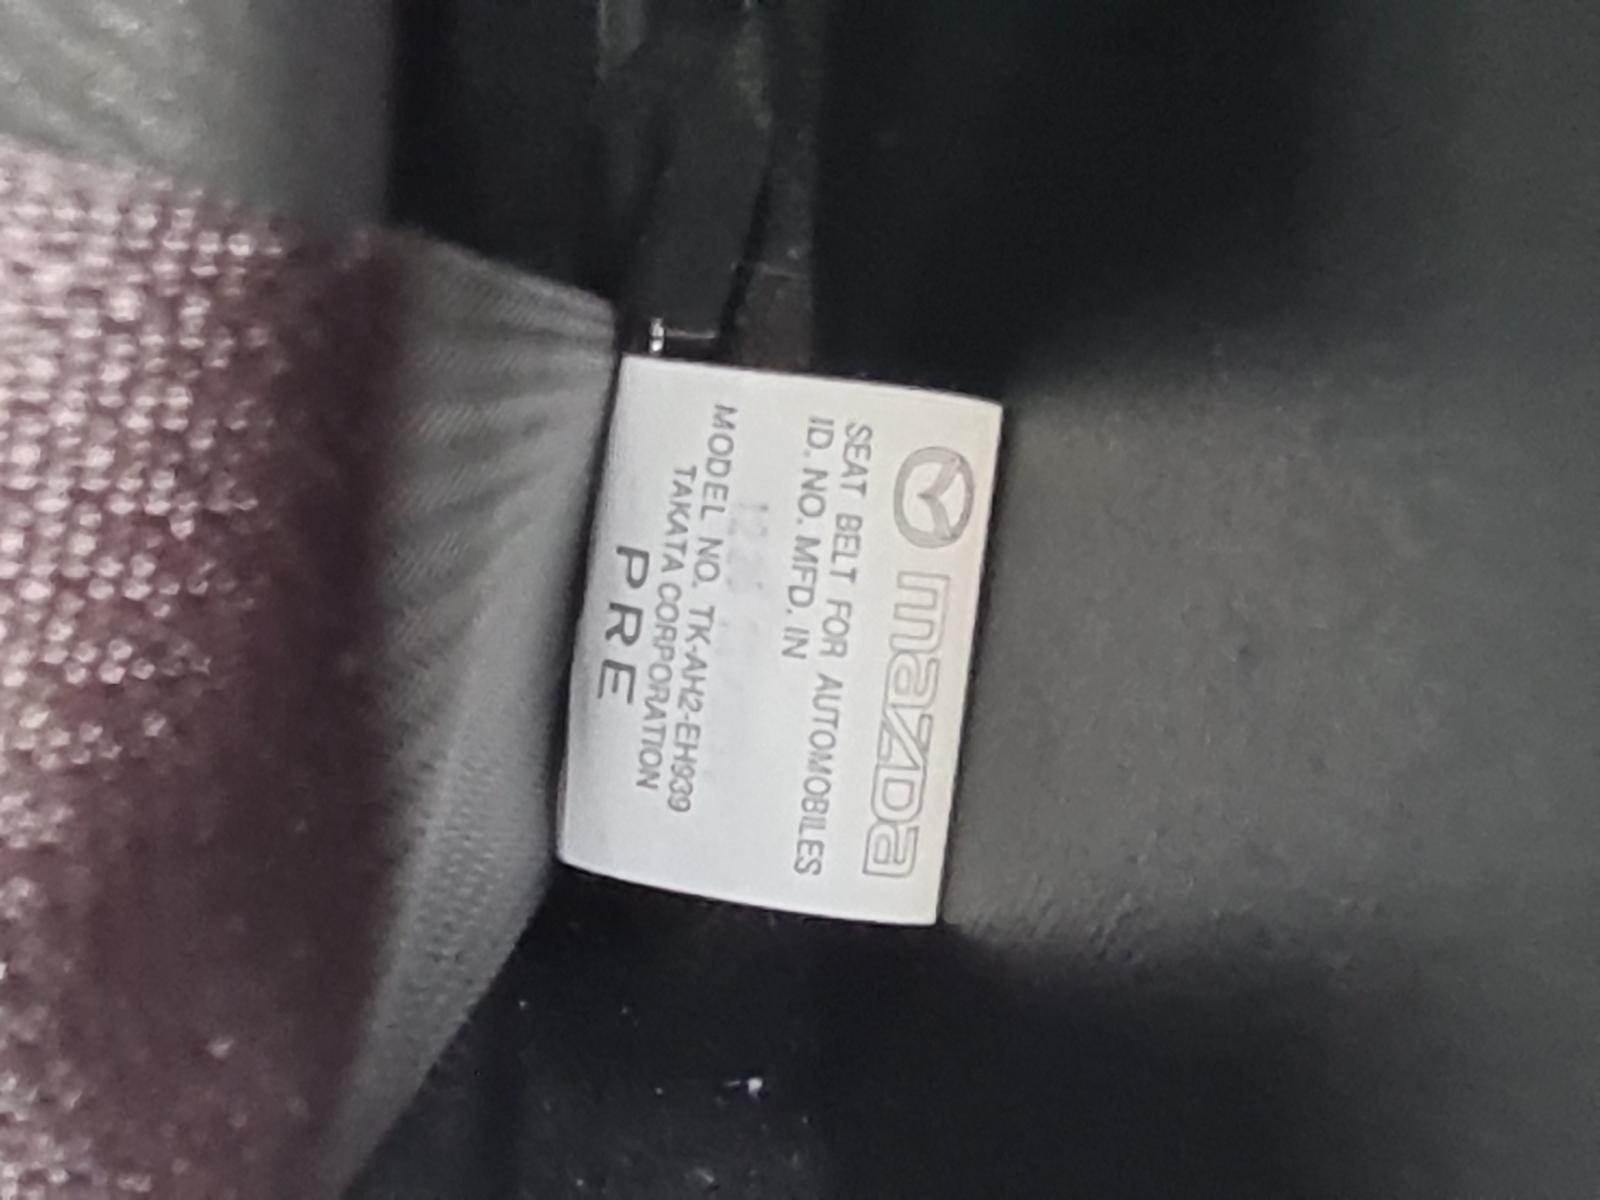 mazda
SEAT BELT FOR AUTOMOBILES
ID. NO. MFD. IN
MODEL NO. TK-AH2-EH939
TAKATA CORPORATION
PRE